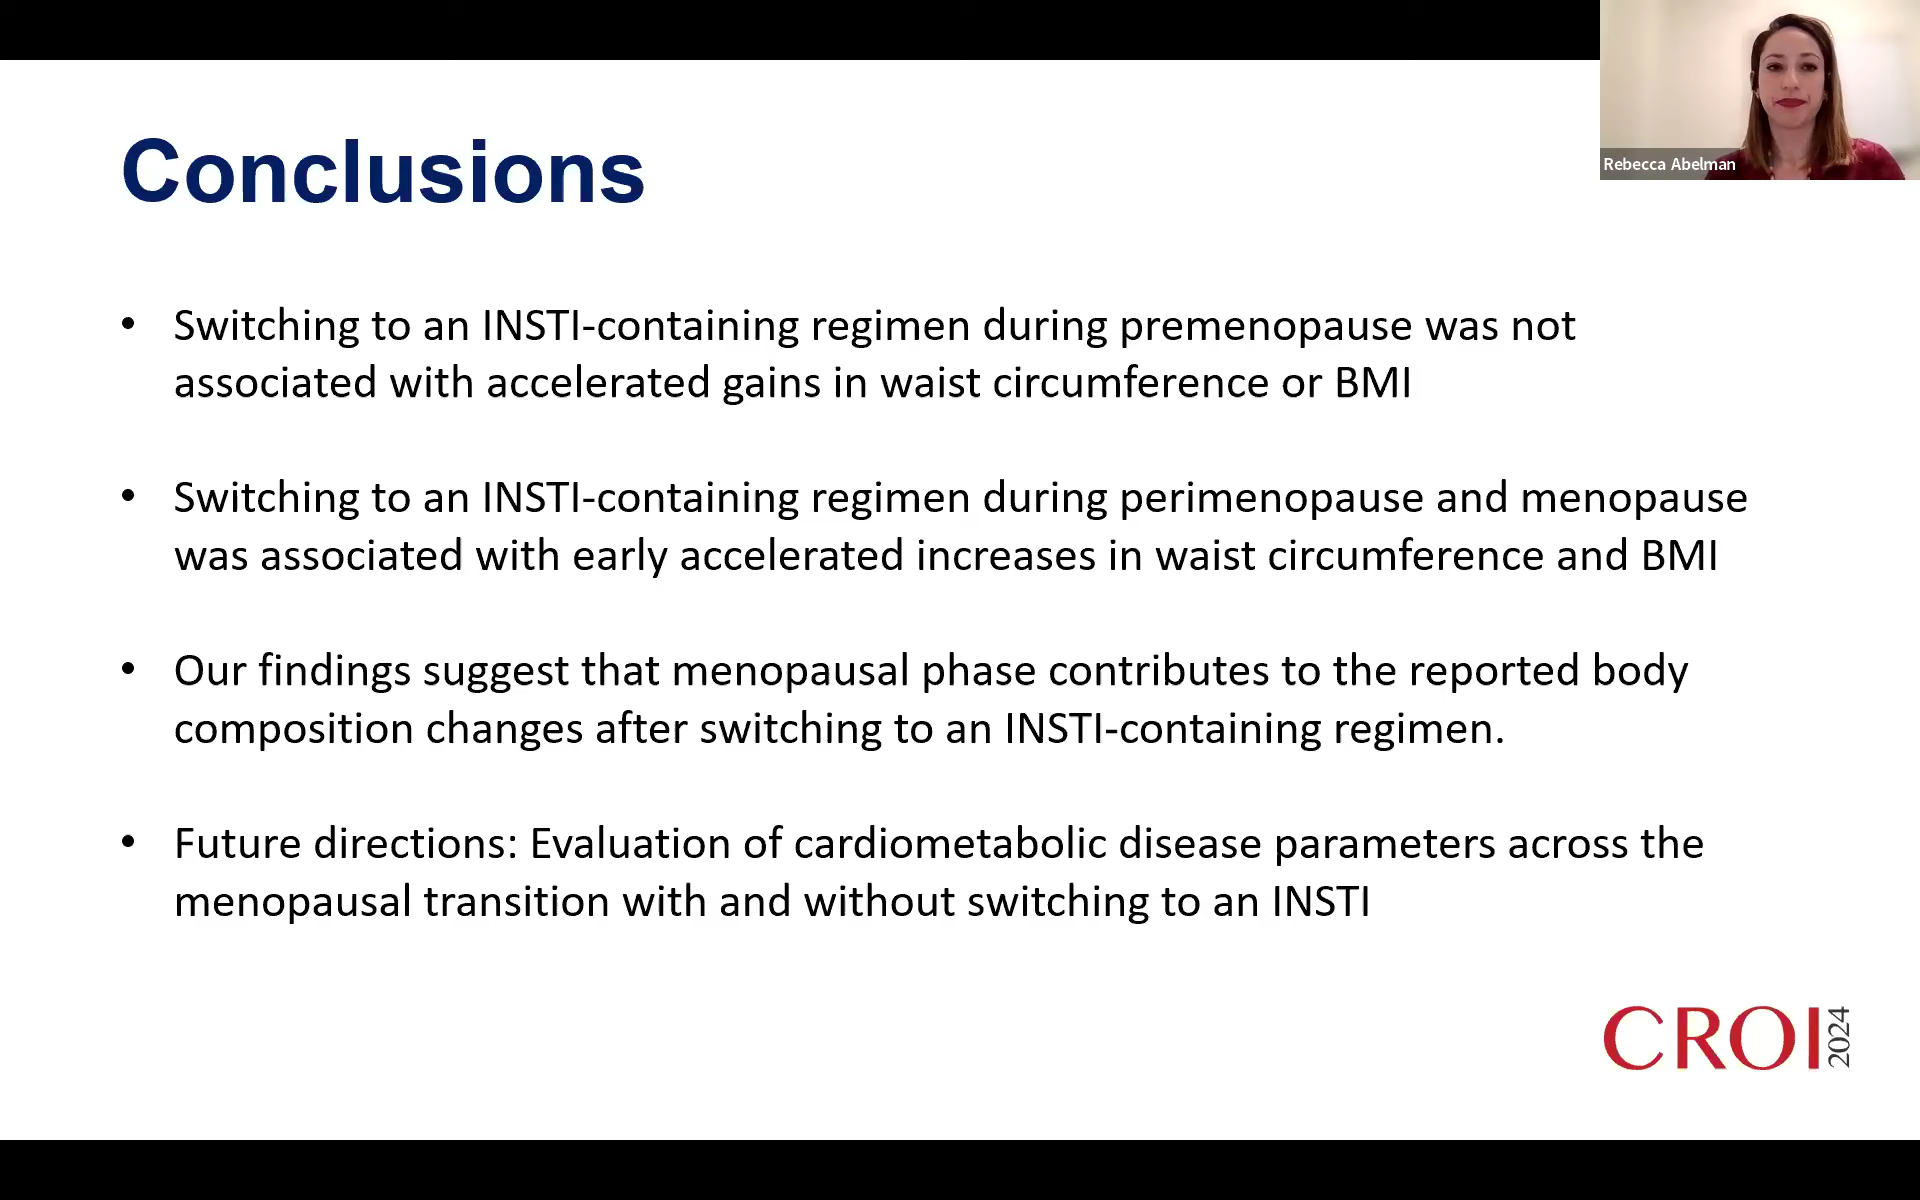 Rebecca Abelman
Conclusions
• Switching to an INSTI-containing regimen during premenopause was not
associated with accelerated gains in waist circumference or BMI
• Switching to an INSTI-containing regimen during perimenopause and menopause
was associated with early accelerated increases in waist circumference and BMI
• Our findings suggest that menopausal phase contributes to the reported body
composition changes after switching to an INSTI-containing regimen.
• Future directions: Evaluation of cardiometabolic disease parameters across the
menopausal transition with and without switching to an INSTI
CROI 2024